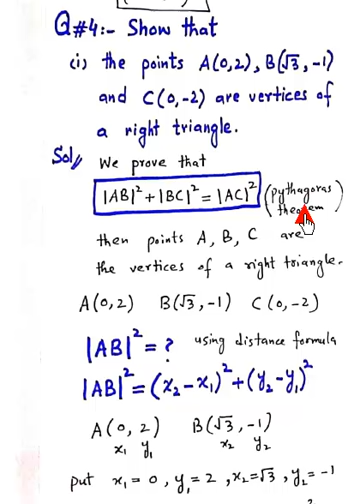 Q#4:- Show that
(i) the points A(0,2), B(√3, -1)
and C(0,-2) are vertices of
a right triangle.
Sol// We prove that
|AB|² + |BC|² = |AC|² (pythagoras
theorem
then points A, B, C are
the vertices of a right triangle.
A(0,2) B(√3,-1) C(0,-2)
|AB|² = ? using distance formula
|AB|² = (x₂-x₁)² + (y₂-y₁)²
A(0, 2) B(√3, -1)
x₁ y₁ x₂ y₂
put x₁=0, y₁=2, x₂=√3, y₂=-1